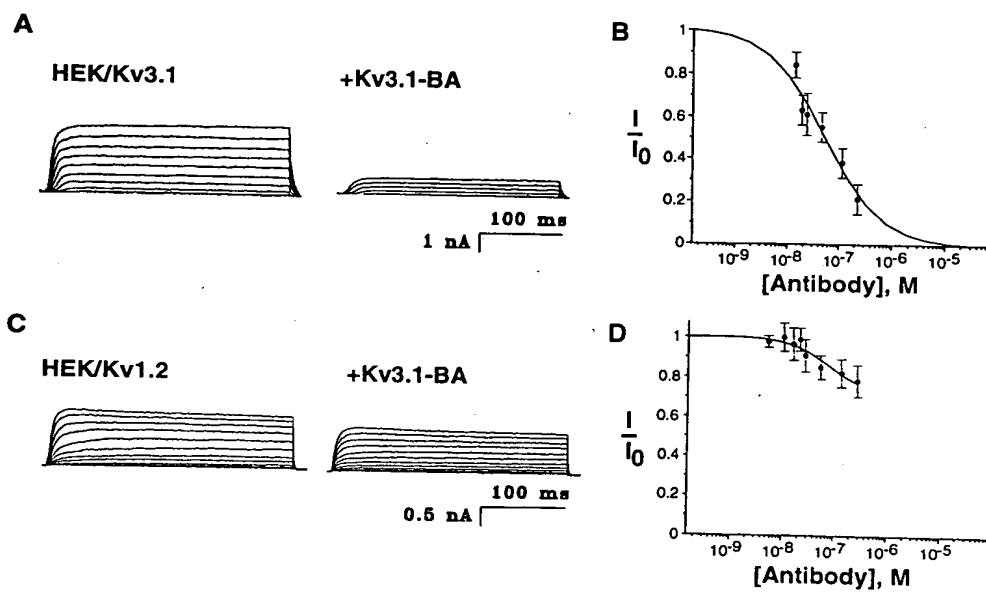 A
HEK/Kv3.1
+Kv3.1-BA
100 ms
1 nA
B
1
0.8
0.6
0.4
0.2
0
I
I0
10-9
10-8
10-7
10-6
10-5
[Antibody], M
C
HEK/Kv1.2
+Kv3.1-BA
100 ms
0.5 nA
D
1
0.8
0.6
0.4
0.2
0
I
I0
10-9
10-8
10-7
10-6
10-5
[Antibody], M